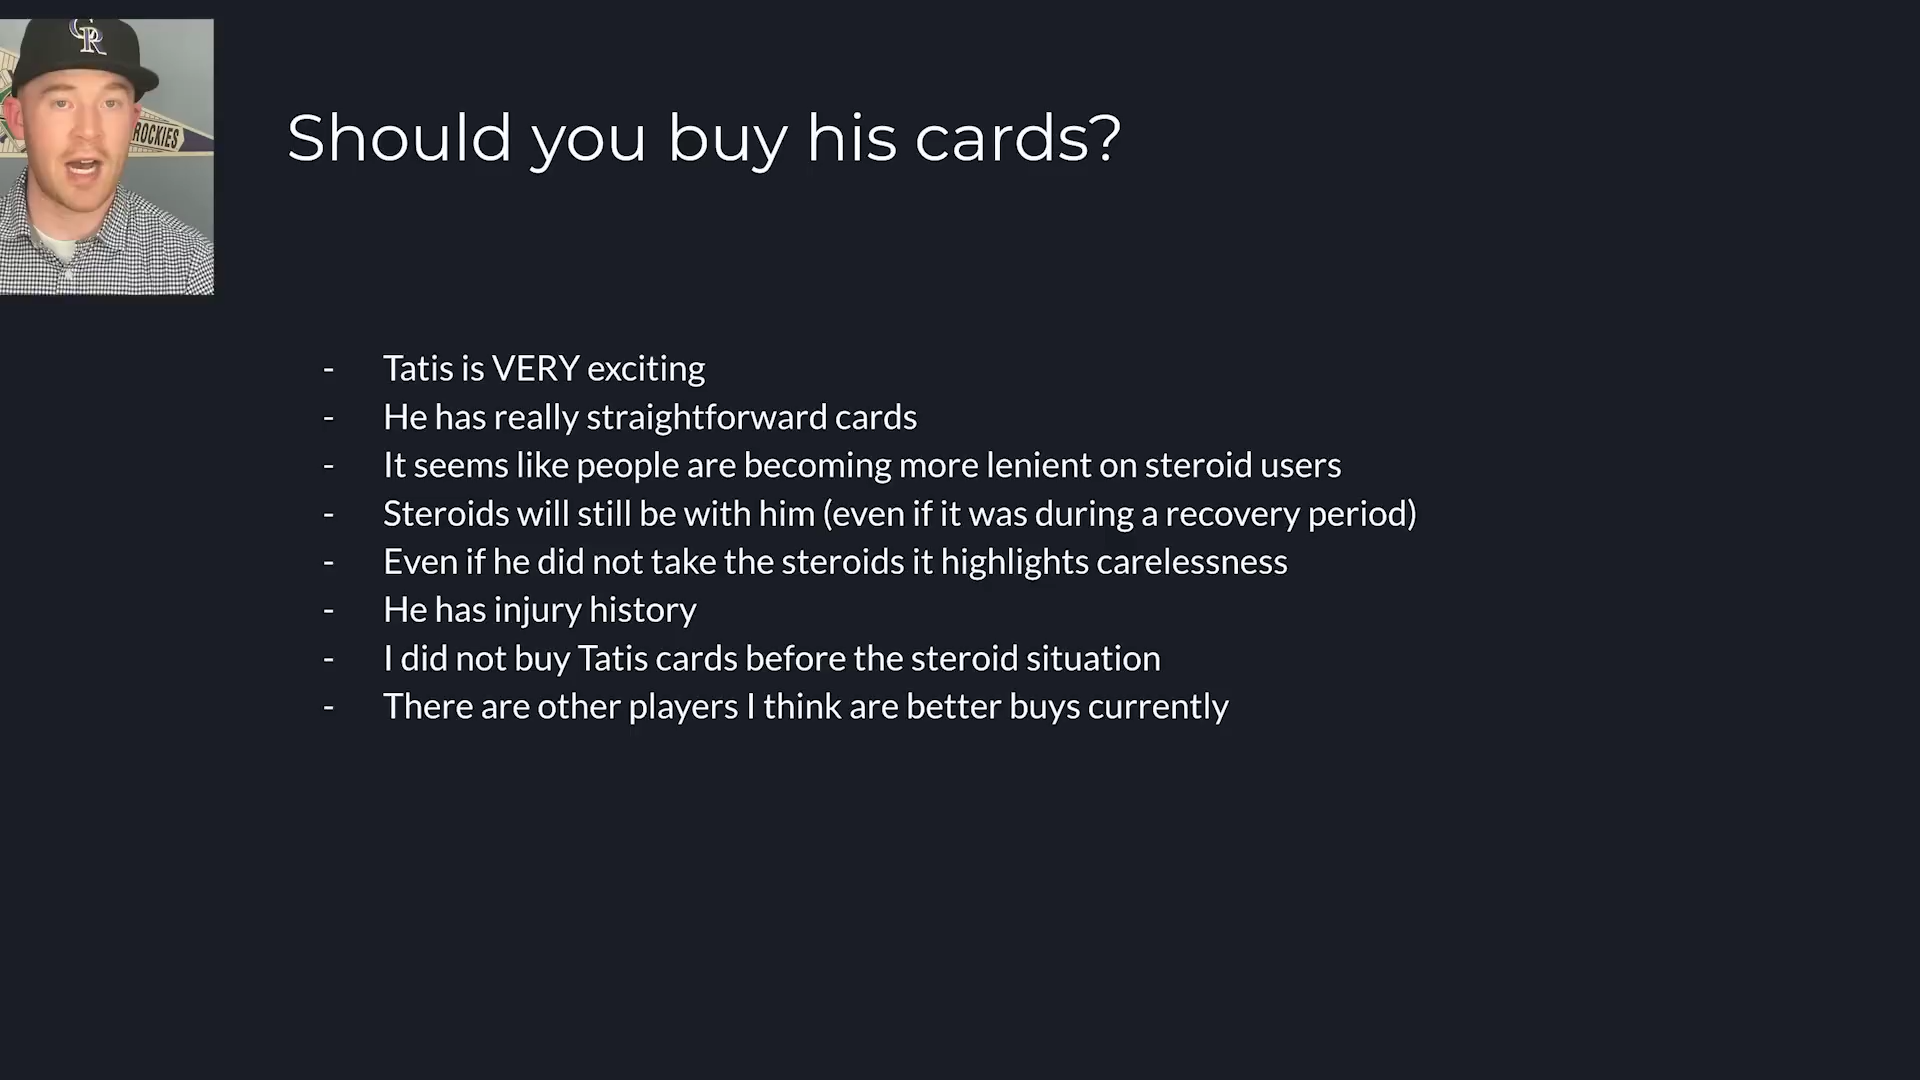 CR
ROCKIES
Should you buy his cards?
- Tatis is VERY exciting
- He has really straightforward cards
- It seems like people are becoming more lenient on steroid users
- Steroids will still be with him (even if it was during a recovery period)
- Even if he did not take the steroids it highlights carelessness
- He has injury history
- I did not buy Tatis cards before the steroid situation
- There are other players I think are better buys currently